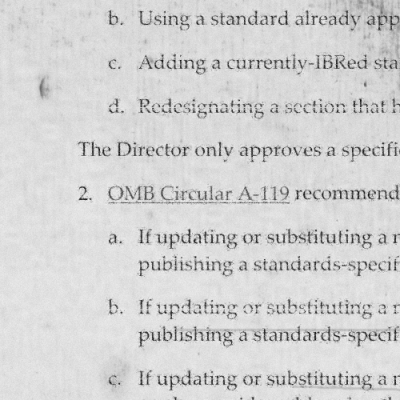 b. Using a standard already app
c. Adding a currently-IBRed sta
d. Redesignating a section that h
The Director only approves a specifi
2. OMB Circular A-119 recommend
a. If updating or substituting a n
publishing a standards-specif
b. If updating or substituting a n
publishing a standards-specif
c. If updating or substituting a n